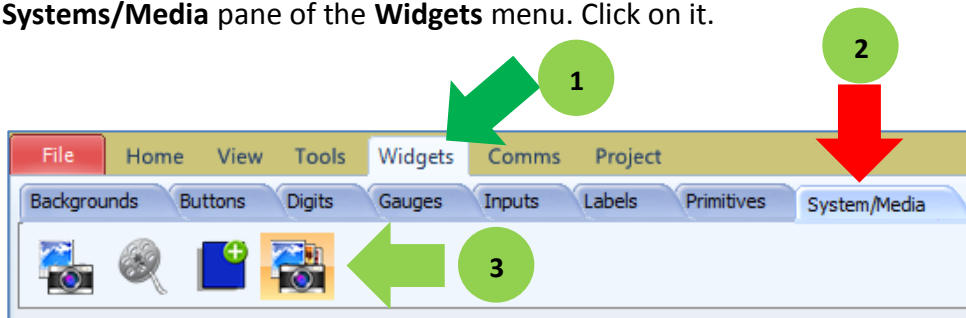 Systems/Media pane of the Widgets menu. Click on it.
1
2
File Home View Tools Widgets Comms Project
Backgrounds Buttons Digits Gauges Inputs Labels Primitives System/Media
3